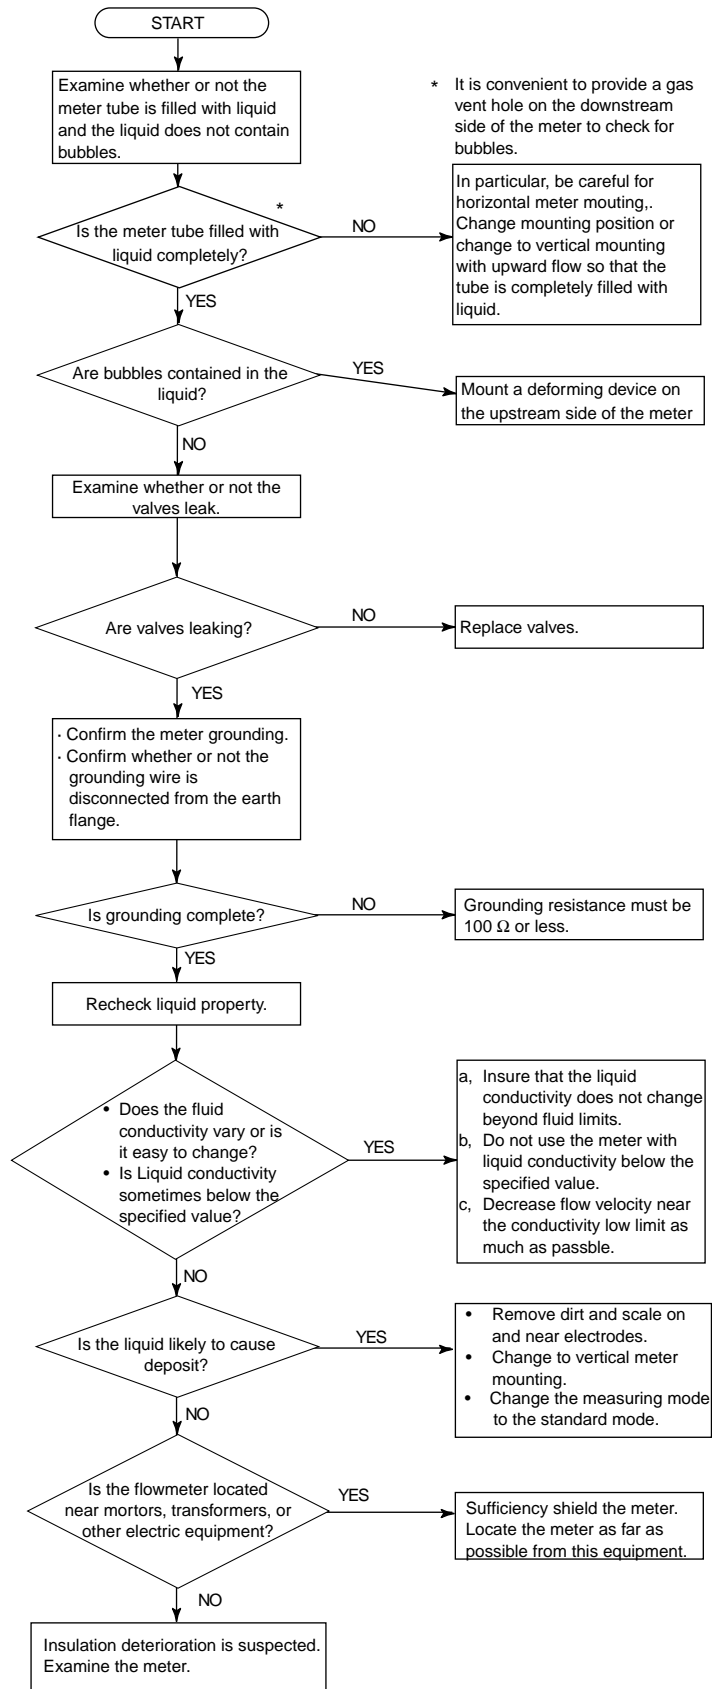 START
Examine whether or not the
meter tube is filled with liquid
and the liquid does not contain
bubbles.
* It is convenient to provide a gas
vent hole on the downstream
side of the meter to check for
bubbles.
*
Is the meter tube filled with
liquid completely?
NO
In particular, be careful for
horizontal meter mouting,.
Change mounting position or
change to vertical mounting
with upward flow so that the
tube is completely filled with
liquid.
YES
Are bubbles contained in the
liquid?
YES
Mount a deforming device on
the upstream side of the meter
NO
Examine whether or not the
valves leak.
Are valves leaking?
NO
Replace valves.
YES
· Confirm the meter grounding.
· Confirm whether or not the
grounding wire is
disconnected from the earth
flange.
Is grounding complete?
NO
Grounding resistance must be
100 Ω or less.
YES
Recheck liquid property.
• Does the fluid
conductivity vary or is
it easy to change?
• Is Liquid conductivity
sometimes below the
specified value?
YES
a, Insure that the liquid
conductivity does not change
beyond fluid limits.
b, Do not use the meter with
liquid conductivity below the
specified value.
c, Decrease flow velocity near
the conductivity low limit as
much as passble.
NO
Is the liquid likely to cause
deposit?
YES
• Remove dirt and scale on
and near electrodes.
• Change to vertical meter
mounting.
• Change the measuring mode
to the standard mode.
NO
Is the flowmeter located
near mortors, transformers, or
other electric equipment?
YES
Sufficiency shield the meter.
Locate the meter as far as
possible from this equipment.
NO
Insulation deterioration is suspected.
Examine the meter.